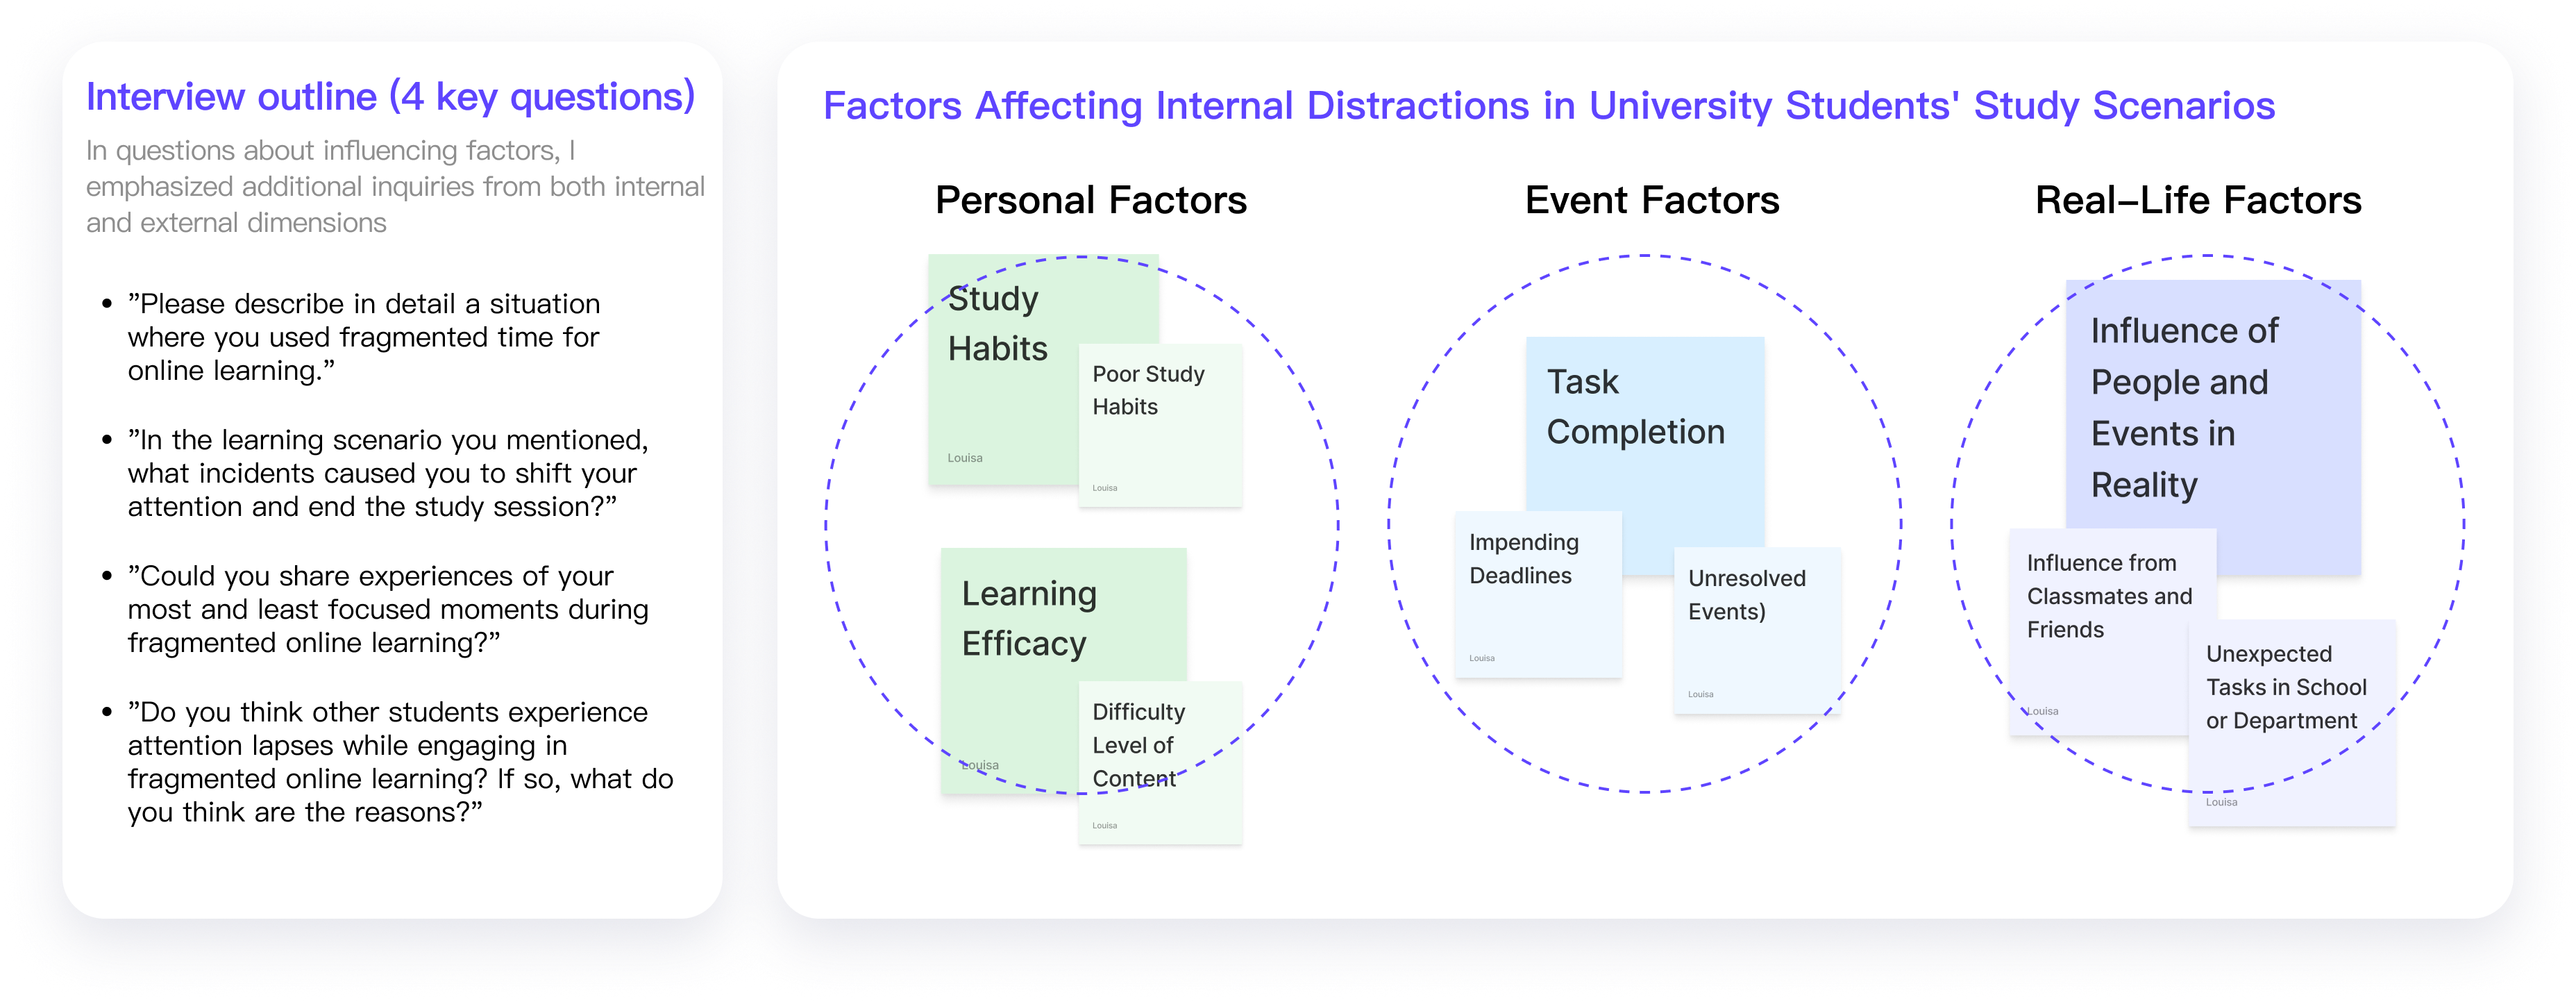 Interview outline (4 key questions)
In questions about influencing factors, I
emphasized additional inquiries from both internal
and external dimensions
• ”Please describe in detail a situation
where you used fragmented time for
online learning.”
• ”In the learning scenario you mentioned,
what incidents caused you to shift your
attention and end the study session?”
• ”Could you share experiences of your
most and least focused moments during
fragmented online learning?”
• ”Do you think other students experience
attention lapses while engaging in
fragmented online learning? If so, what do
you think are the reasons?”
Factors Affecting Internal Distractions in University Students' Study Scenarios
Personal Factors
Study
Habits
Louisa
Poor Study
Habits
Louisa
Learning
Efficacy
Louisa
Difficulty
Level of
Content
Louisa
Event Factors
Task
Completion
Impending
Deadlines
Louisa
Unresolved
Events)
Louisa
Real–Life Factors
Influence of
People and
Events in
Reality
Influence from
Classmates and
Friends
Louisa
Unexpected
Tasks in School
or Department
Louisa